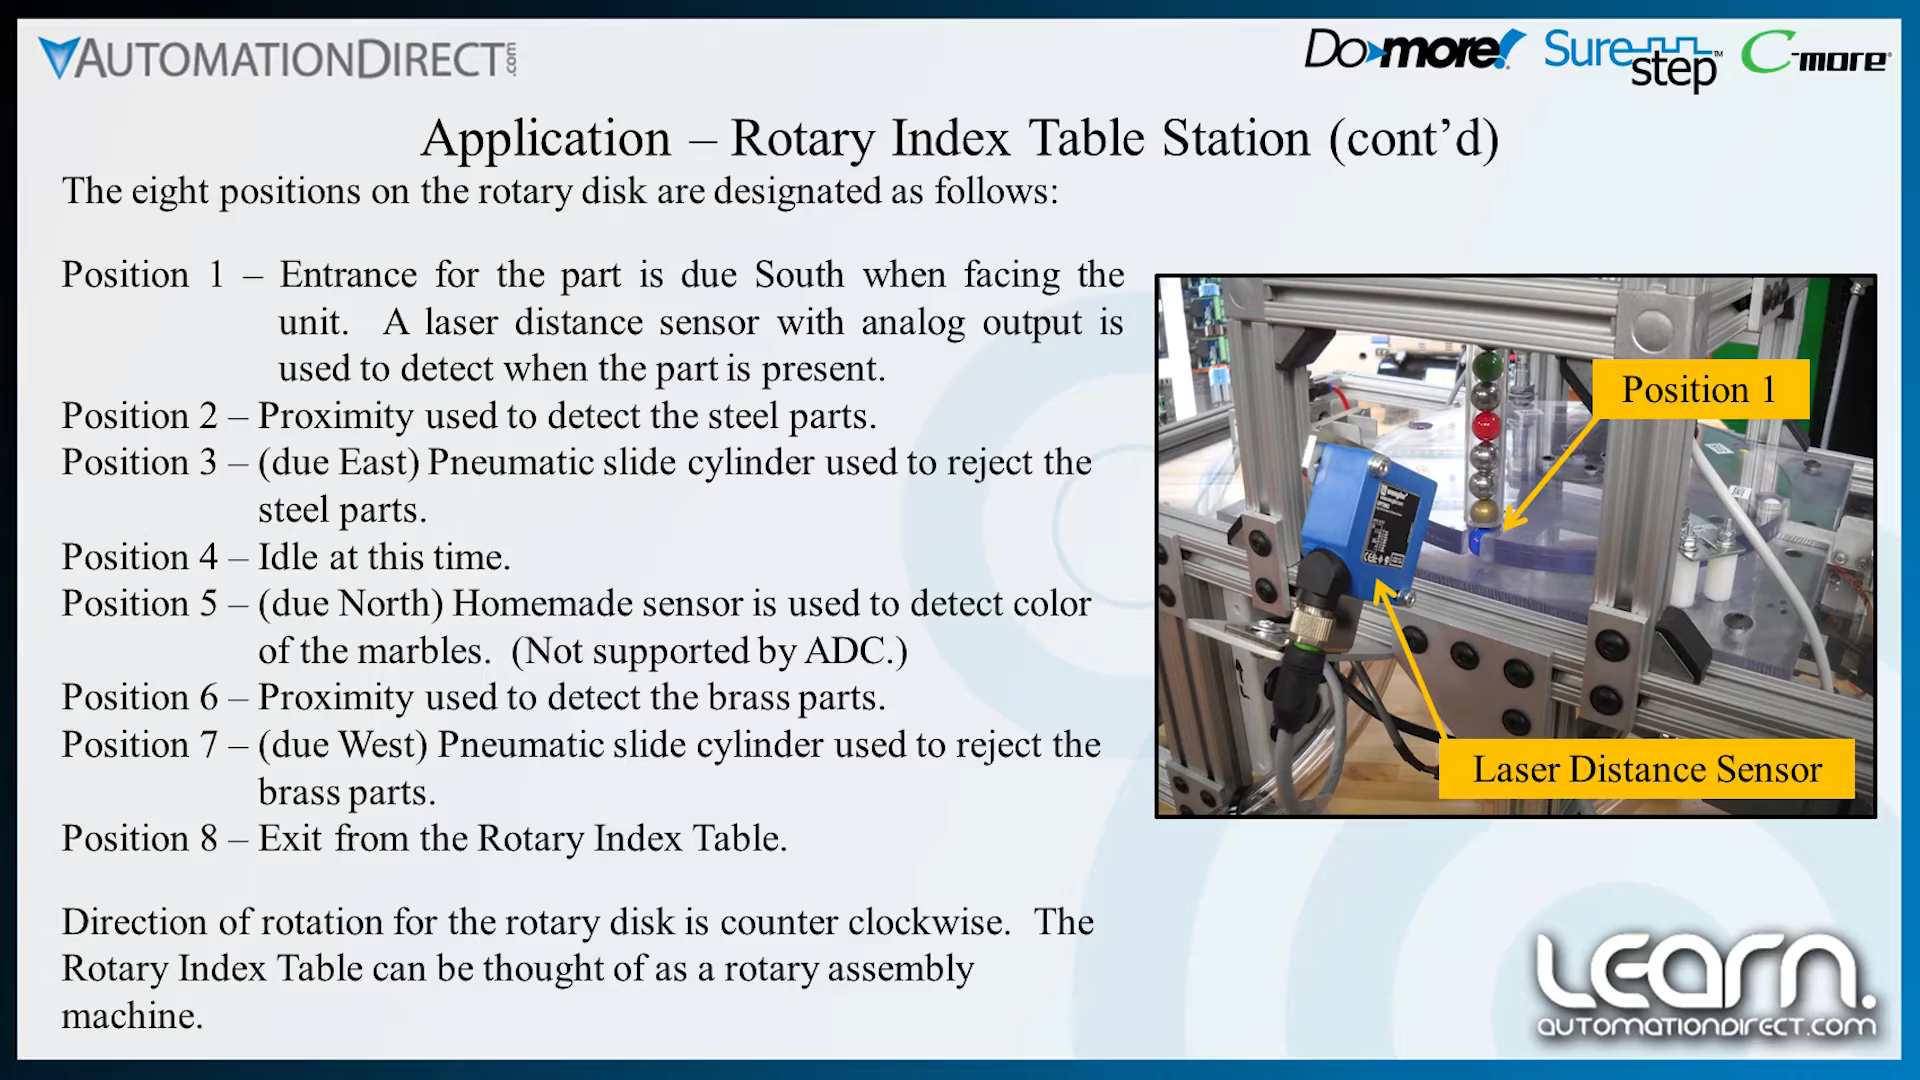 AUTOMATIONDIRECT.com
Do-more! SureStep™ C-more®
Application – Rotary Index Table Station (cont’d)
The eight positions on the rotary disk are designated as follows:
Position 1 – Entrance for the part is due South when facing the
unit. A laser distance sensor with analog output is
used to detect when the part is present.
Position 2 – Proximity used to detect the steel parts.
Position 3 – (due East) Pneumatic slide cylinder used to reject the
steel parts.
Position 4 – Idle at this time.
Position 5 – (due North) Homemade sensor is used to detect color
of the marbles. (Not supported by ADC.)
Position 6 – Proximity used to detect the brass parts.
Position 7 – (due West) Pneumatic slide cylinder used to reject the
brass parts.
Position 8 – Exit from the Rotary Index Table.
Direction of rotation for the rotary disk is counter clockwise. The
Rotary Index Table can be thought of as a rotary assembly
machine.
Position 1
Laser Distance Sensor
LEARN.
AUTOMATIONDIRECT.COM